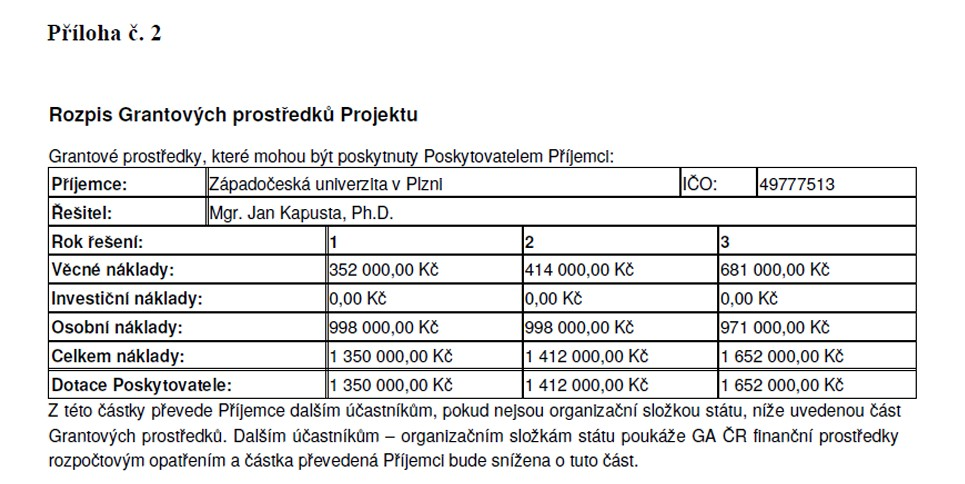 Příloha č. 2
Rozpis Grantových prostředků Projektu
Grantové prostředky, které mohou být poskytnuty Poskytovatelem Příjemci:
Příjemce: Západočeská univerzita v Plzni IČO: 49777513
Řešitel: Mgr. Jan Kapusta, Ph.D.
Rok řešení: 1 2 3
Věcné náklady: 352 000,00 Kč 414 000,00 Kč 681 000,00 Kč
Investiční náklady: 0,00 Kč 0,00 Kč 0,00 Kč
Osobní náklady: 998 000,00 Kč 998 000,00 Kč 971 000,00 Kč
Celkem náklady: 1 350 000,00 Kč 1 412 000,00 Kč 1 652 000,00 Kč
Dotace Poskytovatele: 1 350 000,00 Kč 1 412 000,00 Kč 1 652 000,00 Kč
Z této částky převede Příjemce dalším účastníkům, pokud nejsou organizační složkou státu, níže uvedenou část
Grantových prostředků. Dalším účastníkům – organizačním složkám státu poukáže GA ČR finanční prostředky
rozpočtovým opatřením a částka převedená Příjemci bude snížena o tuto část.